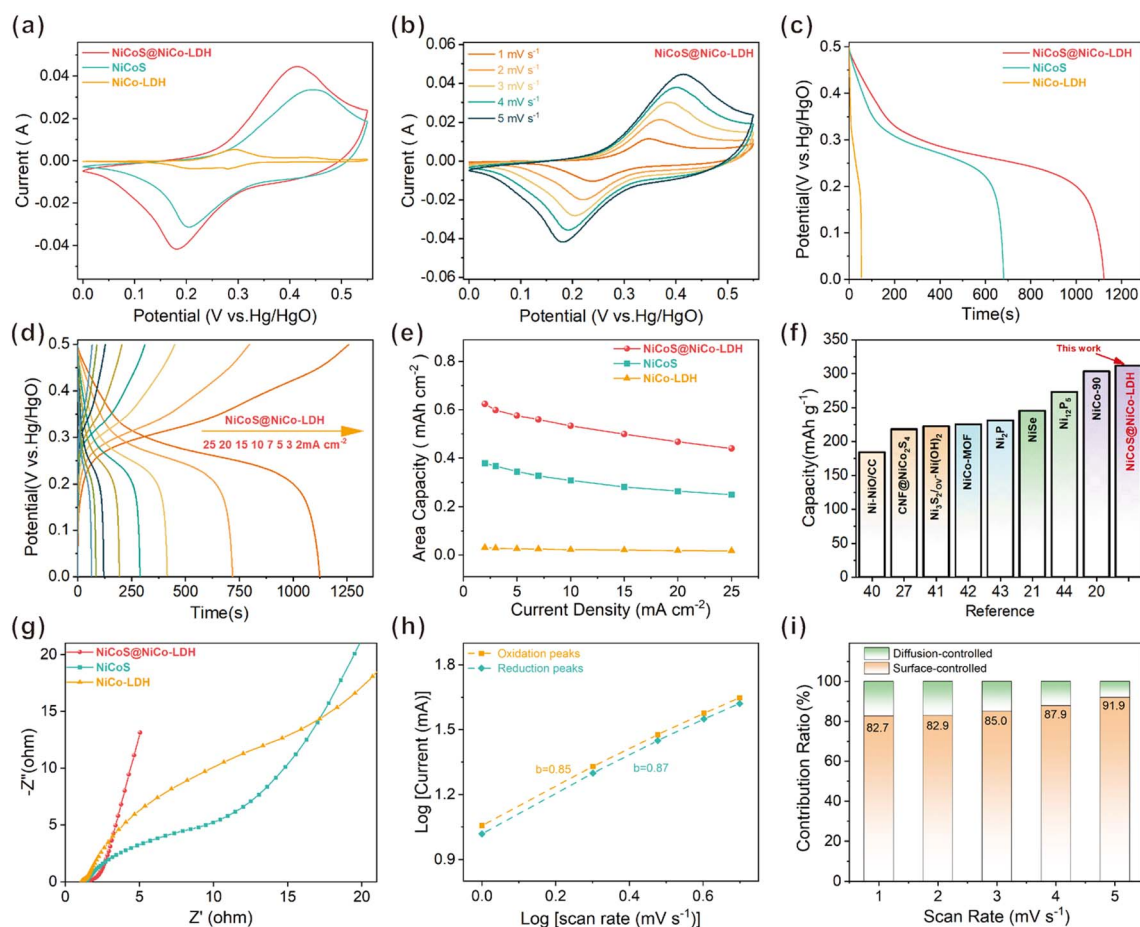 (a)
NiCoS@NiCo-LDH
NiCoS
NiCo-LDH
0.06
0.04
0.02
0.00
-0.02
-0.04
Current ( A )
0.0 0.1 0.2 0.3 0.4 0.5
Potential (V vs.Hg/HgO)
(b)
NiCoS@NiCo-LDH
1 mV s⁻¹
2 mV s⁻¹
3 mV s⁻¹
4 mV s⁻¹
5 mV s⁻¹
0.06
0.04
0.02
0.00
-0.02
-0.04
-0.06
Current ( A )
0.0 0.1 0.2 0.3 0.4 0.5
Potential (V vs.Hg/HgO)
(c)
NiCoS@NiCo-LDH
NiCoS
NiCo-LDH
0.5
0.4
0.3
0.2
0.1
0.0
Potential(V vs.Hg/HgO)
0 200 400 600 800 1000 1200
Time(s)
(d)
0.5
0.4
0.3
0.2
0.1
0.0
Potential(V vs.Hg/HgO)
NiCoS@NiCo-LDH
25 20 15 10 7 5 3 2mA cm⁻²
0 250 500 750 1000 1250
Time(s)
(e)
NiCoS@NiCo-LDH
NiCoS
NiCo-LDH
0.8
0.6
0.4
0.2
0.0
Area Capacity ( mAh cm⁻²)
0 5 10 15 20 25
Current Density (mA cm⁻²)
(f)
This work
350
300
250
200
150
100
50
0
Capacity(mAh g⁻¹)
Ni-NiO/CC
CNF@NiCo₂S₄
Ni₃S₂/ov-Ni(OH)₂
NiCo-MOF
Ni₂P
NiSe
Ni₁₂P₅
NiCo-90
NiCoS@NiCo-LDH
40 27 41 42 43 21 44 20
Reference
(g)
NiCoS@NiCo-LDH
NiCoS
NiCo-LDH
20
15
10
5
0
-Z''(ohm)
0 5 10 15 20
Z' (ohm)
(h)
Oxidation peaks
Reduction peaks
1.8
1.5
1.2
0.9
Log [Current (mA)]
b=0.85
b=0.87
0.0 0.2 0.4 0.6
Log [scan rate (mV s⁻¹)]
(i)
Diffusion-controlled
Surface-controlled
100
80
60
40
20
0
Contribution Ratio (%)
82.7 82.9 85.0 87.9 91.9
1 2 3 4 5
Scan Rate (mV s⁻¹)